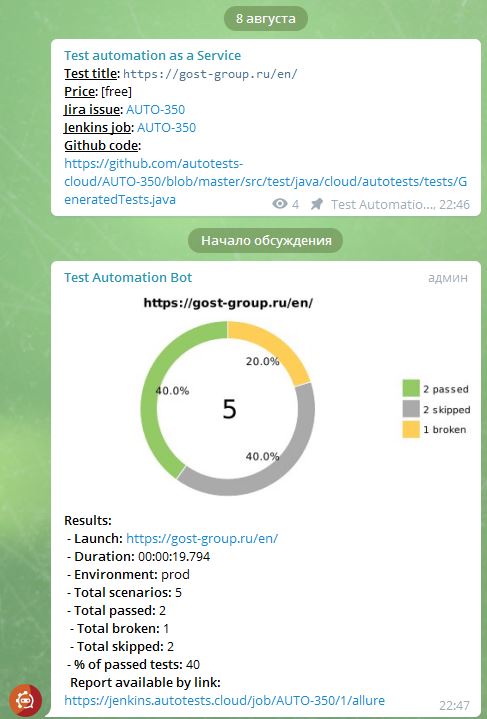 8 августа
Test automation as a Service
Test title: https://gost-group.ru/en/
Price: [free]
Jira issue: AUTO-350
Jenkins job: AUTO-350
Github code:
https://github.com/autotests-
cloud/AUTO-350/blob/master/src/test/java/cloud/autotests/tests/G
eneratedTests.java
4 Test Automatio..., 22:46
Начало обсуждения
Test Automation Bot админ
https://gost-group.ru/en/
20.0%
40.0%
5
40.0%
2 passed
2 skipped
1 broken
Results:
- Launch: https://gost-group.ru/en/
- Duration: 00:00:19.794
- Environment: prod
- Total scenarios: 5
- Total passed: 2
- Total broken: 1
- Total skipped: 2
- % of passed tests: 40
Report available by link:
https://jenkins.autotests.cloud/job/AUTO-350/1/allure
22:47